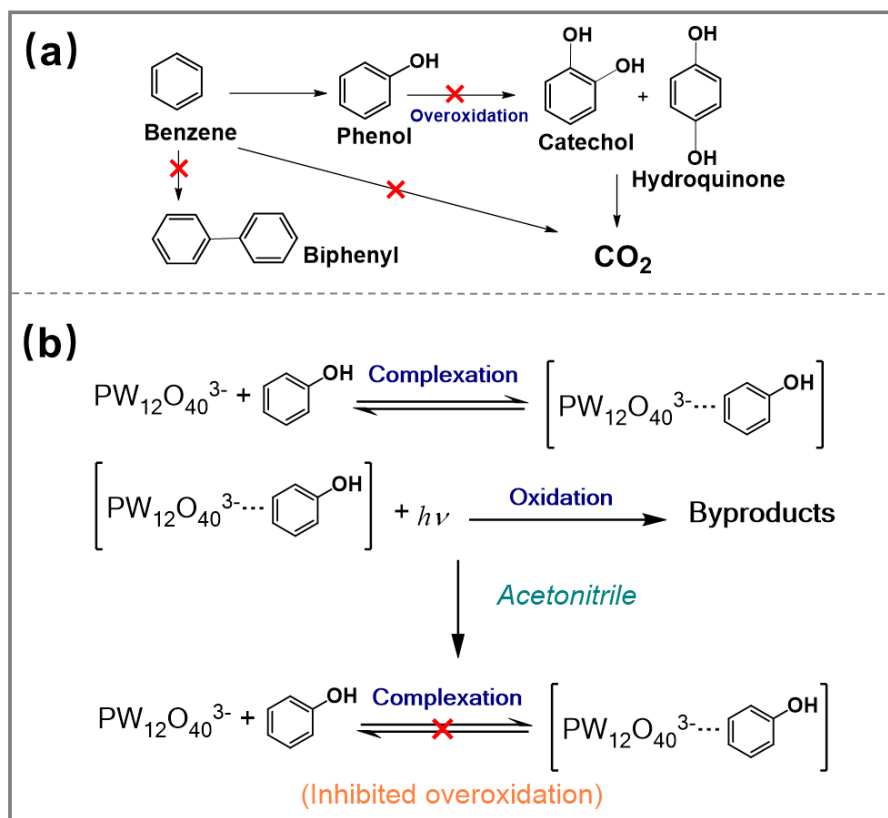 (a)
OH
OH
OH
OH
Overoxidation
+
Benzene
Phenol
Catechol
OH
Hydroquinone
Biphenyl
CO₂
(b)
PW₁₂O₄₀³⁻ + OH Complexation [PW₁₂O₄₀³⁻··· OH]
[PW₁₂O₄₀³⁻··· OH] + hν Oxidation Byproducts
Acetonitrile
PW₁₂O₄₀³⁻ + OH Complexation [PW₁₂O₄₀³⁻··· OH]
(Inhibited overoxidation)